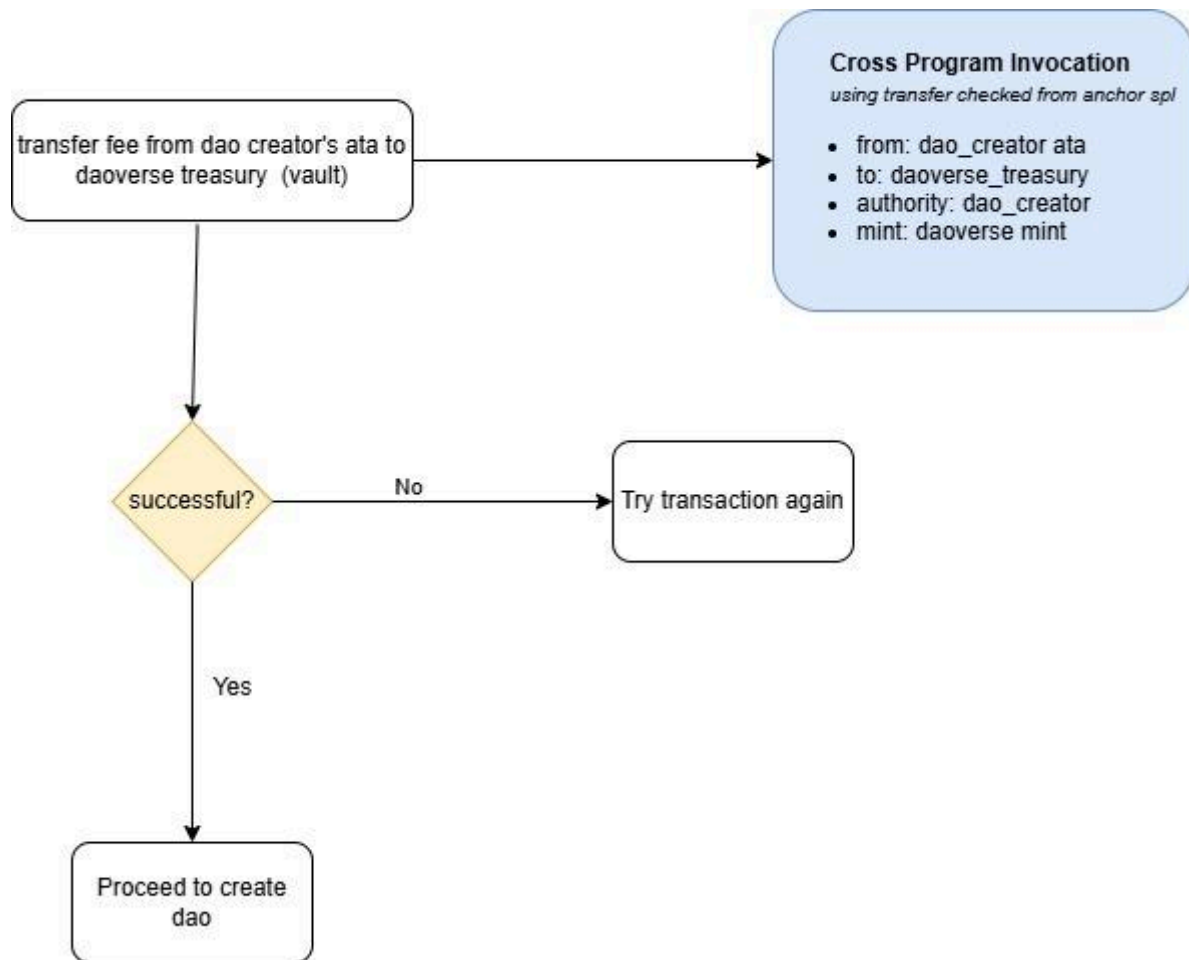 Cross Program Invocation
using transfer checked from anchor spl
from: dao_creator ata
to: daoverse_treasury
authority: dao_creator
mint: daoverse mint
transfer fee from dao creator's ata to
daoverse treasury (vault)
successful?
No
Try transaction again
Yes
Proceed to create
dao